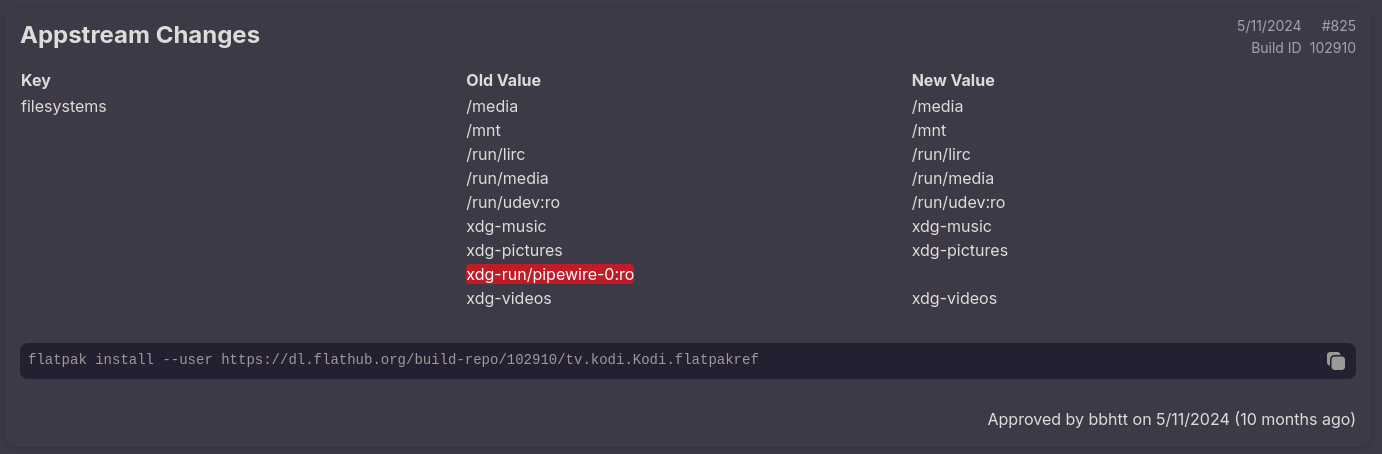 Appstream Changes
5/11/2024 #825
Build ID 102910
Key Old Value New Value
filesystems /media /media
/mnt /mnt
/run/lirc /run/lirc
/run/media /run/media
/run/udev:ro /run/udev:ro
xdg-music xdg-music
xdg-pictures xdg-pictures
xdg-run/pipewire-0:ro
xdg-videos xdg-videos
flatpak install --user https://dl.flathub.org/build-repo/102910/tv.kodi.Kodi.flatpakref
Approved by bbhtt on 5/11/2024 (10 months ago)